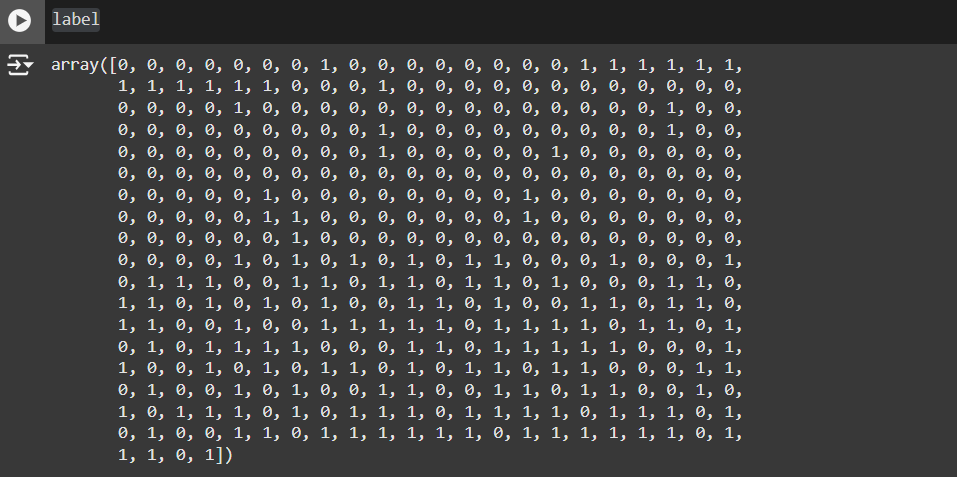 label
array([0, 0, 0, 0, 0, 0, 0, 1, 0, 0, 0, 0, 0, 0, 0, 0, 1, 1, 1, 1, 1, 1,
1, 1, 1, 1, 1, 1, 0, 0, 0, 1, 0, 0, 0, 0, 0, 0, 0, 0, 0, 0, 0, 0,
0, 0, 0, 0, 1, 0, 0, 0, 0, 0, 0, 0, 0, 0, 0, 0, 0, 0, 0, 1, 0, 0,
0, 0, 0, 0, 0, 0, 0, 0, 0, 1, 0, 0, 0, 0, 0, 0, 0, 0, 0, 1, 0, 0,
0, 0, 0, 0, 0, 0, 0, 0, 0, 1, 0, 0, 0, 0, 0, 1, 0, 0, 0, 0, 0, 0,
0, 0, 0, 0, 0, 0, 0, 0, 0, 0, 0, 0, 0, 0, 0, 0, 0, 0, 0, 0, 0, 0,
0, 0, 0, 0, 0, 1, 0, 0, 0, 0, 0, 0, 0, 0, 1, 0, 0, 0, 0, 0, 0, 0,
0, 0, 0, 0, 0, 1, 1, 0, 0, 0, 0, 0, 0, 0, 1, 0, 0, 0, 0, 0, 0, 0,
0, 0, 0, 0, 0, 0, 1, 0, 0, 0, 0, 0, 0, 0, 0, 0, 0, 0, 0, 0, 0, 0,
0, 0, 0, 0, 1, 0, 1, 0, 1, 0, 1, 0, 1, 1, 0, 0, 0, 1, 0, 0, 0, 1,
0, 1, 1, 1, 0, 0, 1, 1, 0, 1, 1, 0, 1, 1, 0, 1, 0, 0, 0, 1, 1, 0,
1, 1, 0, 1, 0, 1, 0, 1, 0, 0, 1, 1, 0, 1, 0, 0, 1, 1, 0, 1, 1, 0,
1, 1, 0, 0, 1, 0, 0, 1, 1, 1, 1, 1, 0, 1, 1, 1, 1, 0, 1, 1, 0, 1,
0, 1, 0, 1, 1, 1, 1, 0, 0, 0, 1, 1, 0, 1, 1, 1, 1, 1, 0, 0, 0, 1,
1, 0, 0, 1, 0, 1, 0, 1, 1, 0, 1, 0, 1, 1, 0, 1, 1, 0, 0, 0, 1, 1,
0, 1, 0, 0, 1, 0, 1, 0, 0, 1, 1, 0, 0, 1, 1, 0, 1, 1, 0, 0, 1, 0,
1, 0, 1, 1, 1, 0, 1, 0, 1, 1, 1, 0, 1, 1, 1, 1, 0, 1, 1, 1, 0, 1,
0, 1, 0, 0, 1, 1, 0, 1, 1, 1, 1, 1, 1, 0, 1, 1, 1, 1, 1, 1, 0, 1,
1, 1, 0, 1])